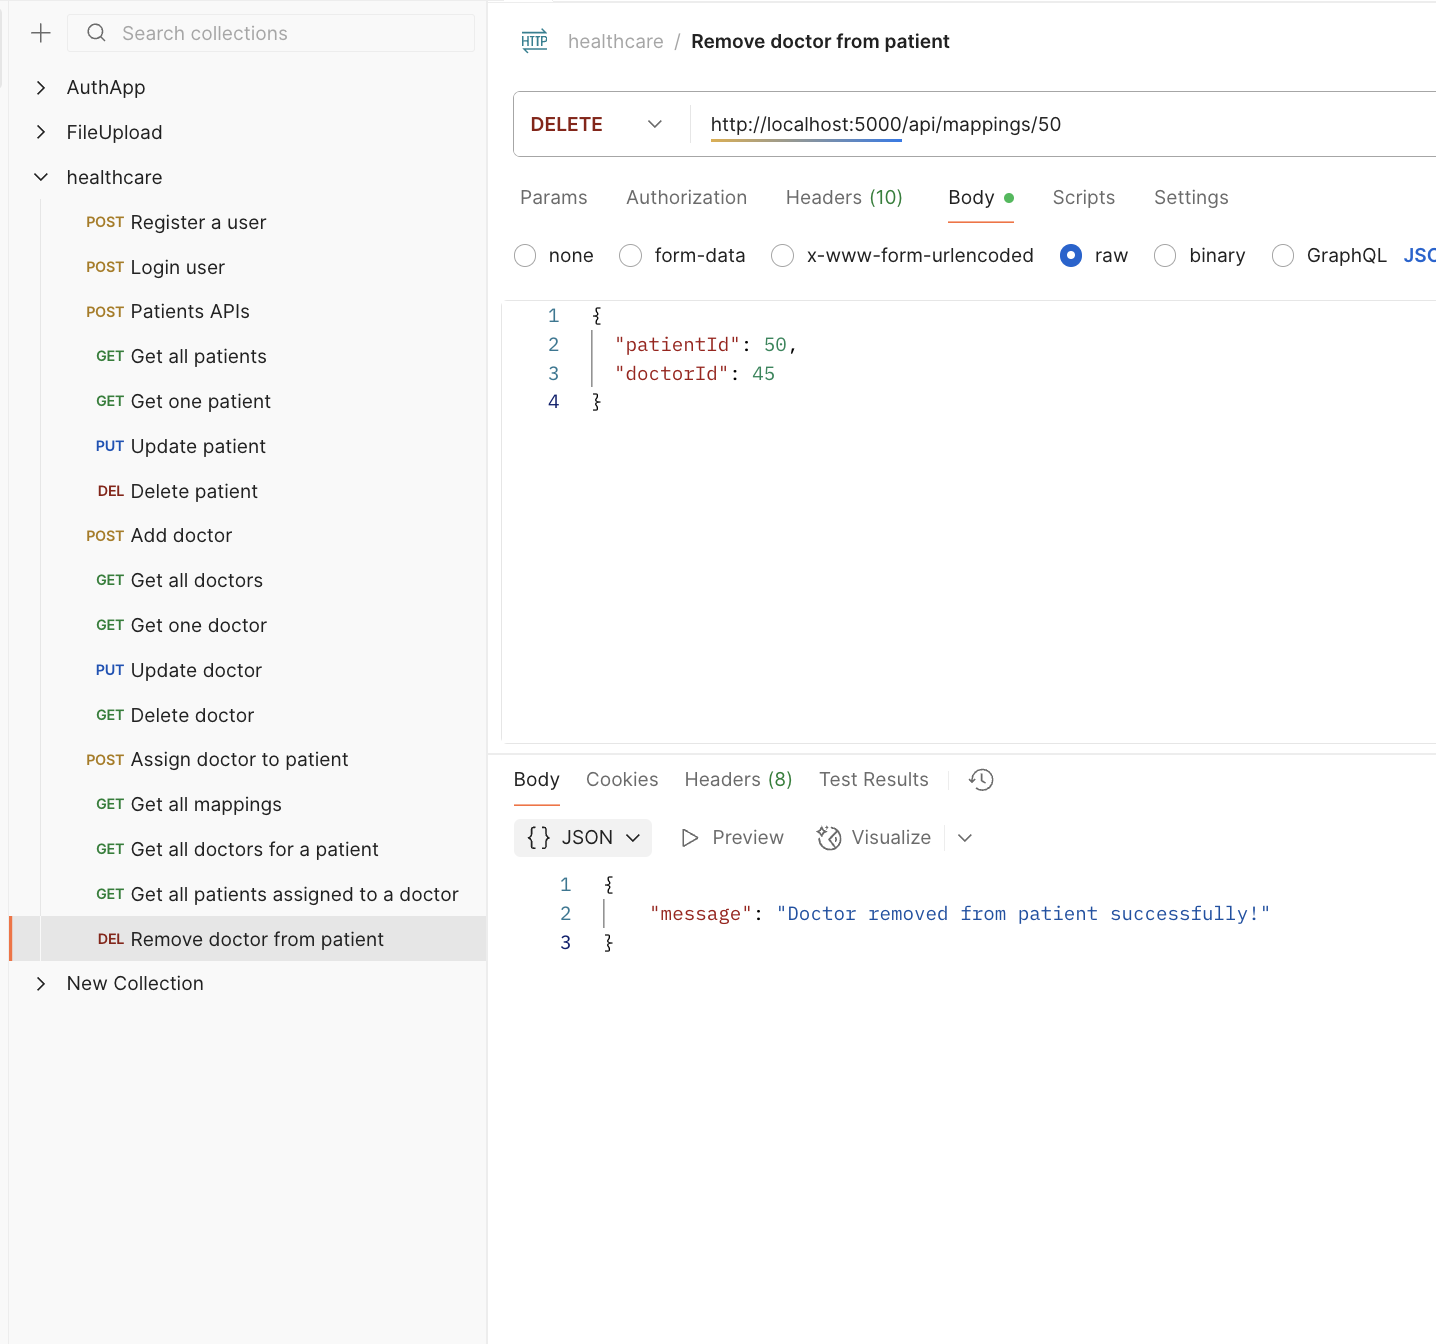 Search collections
AuthApp
FileUpload
healthcare
POST Register a user
POST Login user
POST Patients APIs
GET Get all patients
GET Get one patient
PUT Update patient
DEL Delete patient
POST Add doctor
GET Get all doctors
GET Get one doctor
PUT Update doctor
GET Delete doctor
POST Assign doctor to patient
GET Get all mappings
GET Get all doctors for a patient
GET Get all patients assigned to a doctor
DEL Remove doctor from patient
New Collection
HTTP healthcare / Remove doctor from patient
DELETE http://localhost:5000/api/mappings/50
Params Authorization Headers (10) Body Scripts Settings
none form-data x-www-form-urlencoded raw binary GraphQL JSO
1 {
2 "patientId": 50,
3 "doctorId": 45
4 }
Body Cookies Headers (8) Test Results
{} JSON Preview Visualize
1 {
2 "message": "Doctor removed from patient successfully!"
3 }